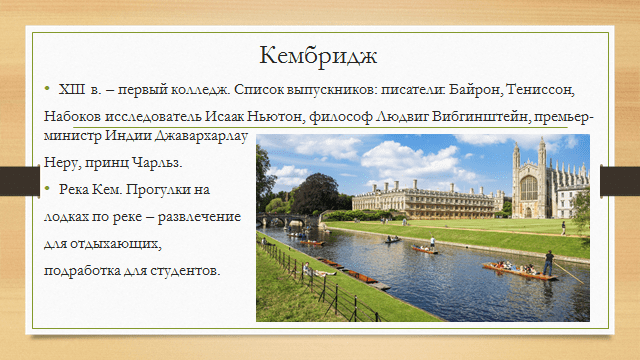 Кембридж
• XIII в. – первый колледж. Список выпускников: писатели: Байрон, Тениссон,
Набоков исследователь Исаак Ньютон, философ Людвиг Вибгинштейн, премьер-
министр Индии Джавархарлау
Неру, принц Чарльз.
• Река Кем. Прогулки на
лодках по реке – развлечение
для отдыхающих,
подработка для студентов.